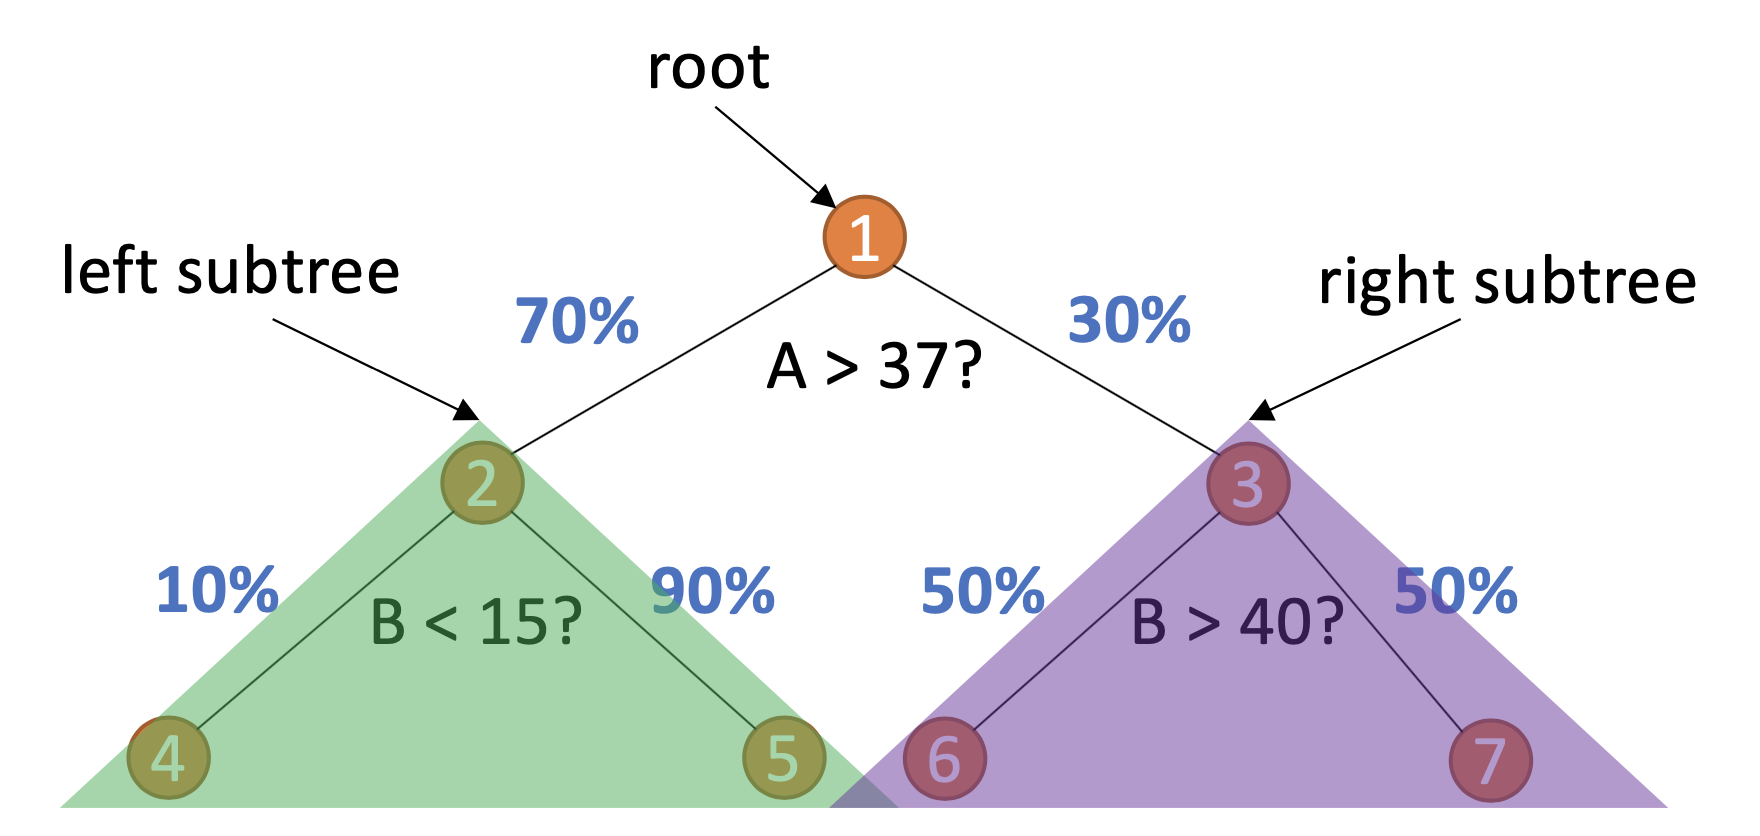 root
1
left subtree
right subtree
70%
30%
A > 37?
2
3
10%
90%
50%
50%
B < 15?
B > 40?
4
5
6
7